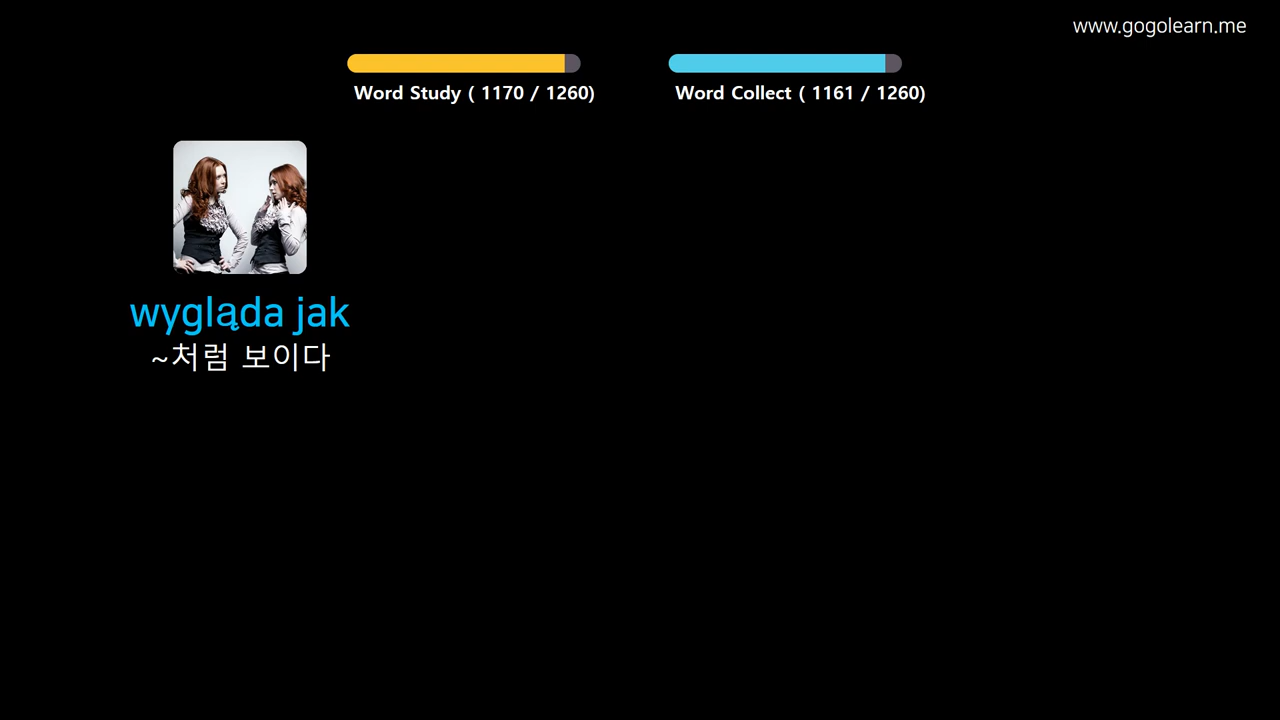 www.gogolearn.me
Word Study ( 1170 / 1260)
Word Collect ( 1161 / 1260)
wygląda jak
~처럼 보이다